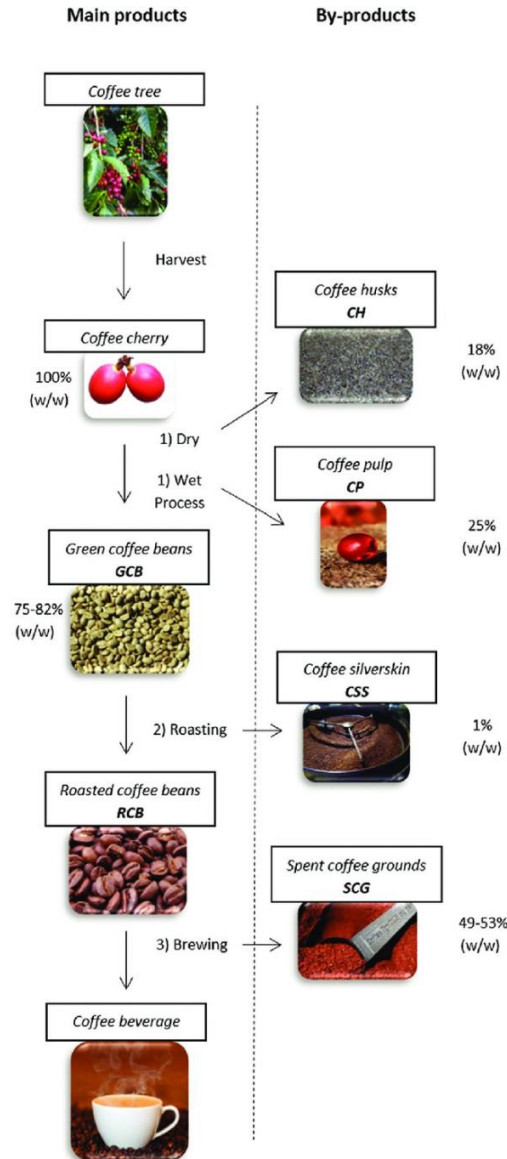 Main products
By-products
Coffee tree
Harvest
Coffee husks
CH
18%
(w/w)
Coffee cherry
100%
(w/w)
1) Dry
1) Wet
Process
Coffee pulp
CP
25%
(w/w)
Green coffee beans
GCB
75-82%
(w/w)
Coffee silverskin
CSS
1%
(w/w)
2) Roasting
Roasted coffee beans
RCB
Spent coffee grounds
SCG
49-53%
(w/w)
3) Brewing
Coffee beverage